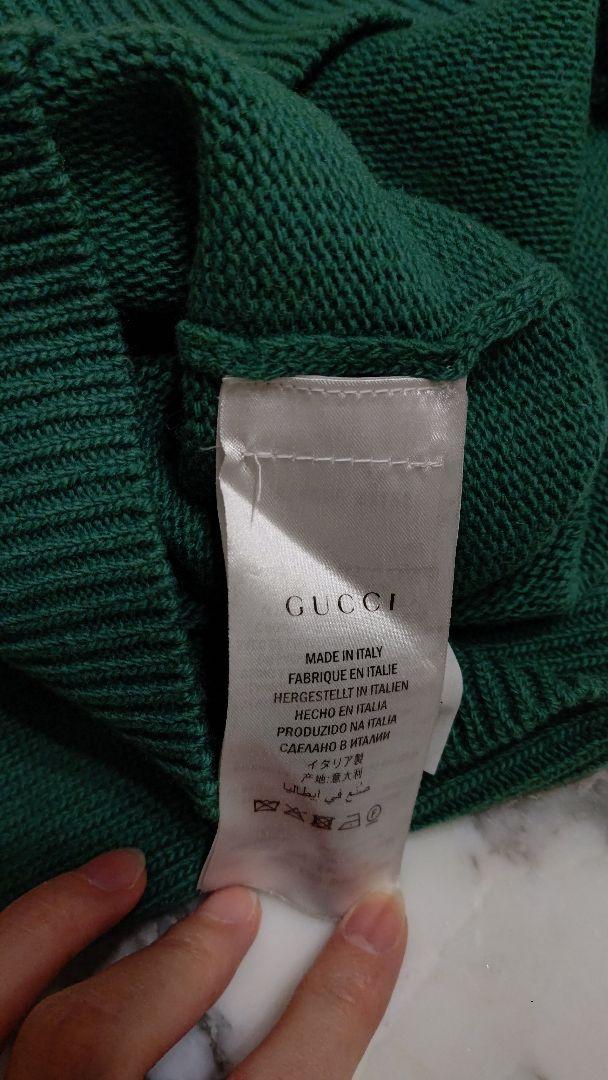 GUCCI
MADE IN ITALY
FABRIQUE EN ITALIE
HERGESTELLT IN ITALIEN
HECHO EN ITALIA
PRODUZIDO NA ITALIA
СДЕЛАНО В ИТАЛИИ
イタリア製
产地:意大利
صنع في ايطاليا